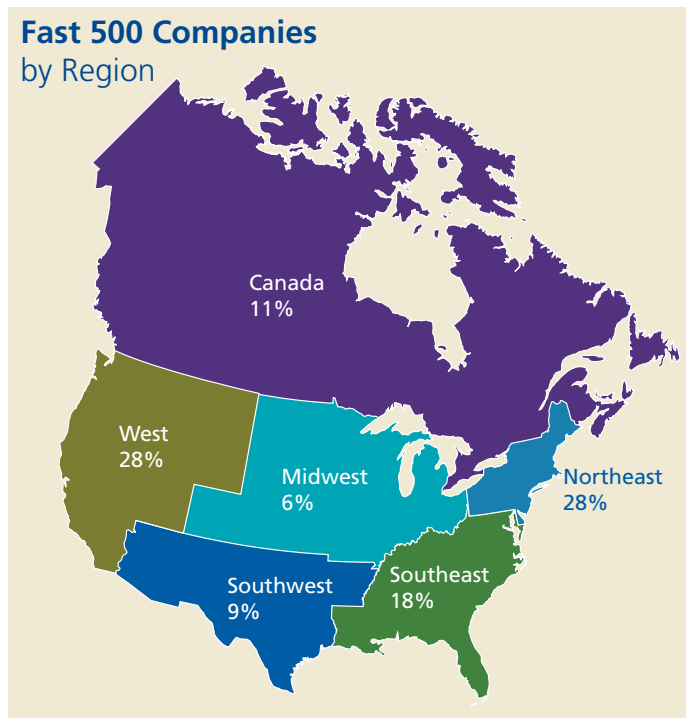 Fast 500 Companies
by Region
Canada
11%
West
28%
Midwest
6%
Northeast
28%
Southwest
9%
Southeast
18%